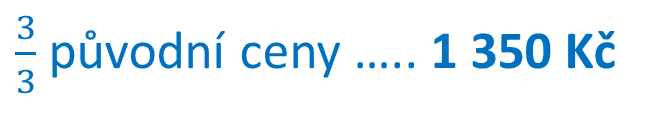 3/3 původní ceny ..... 1 350 Kč